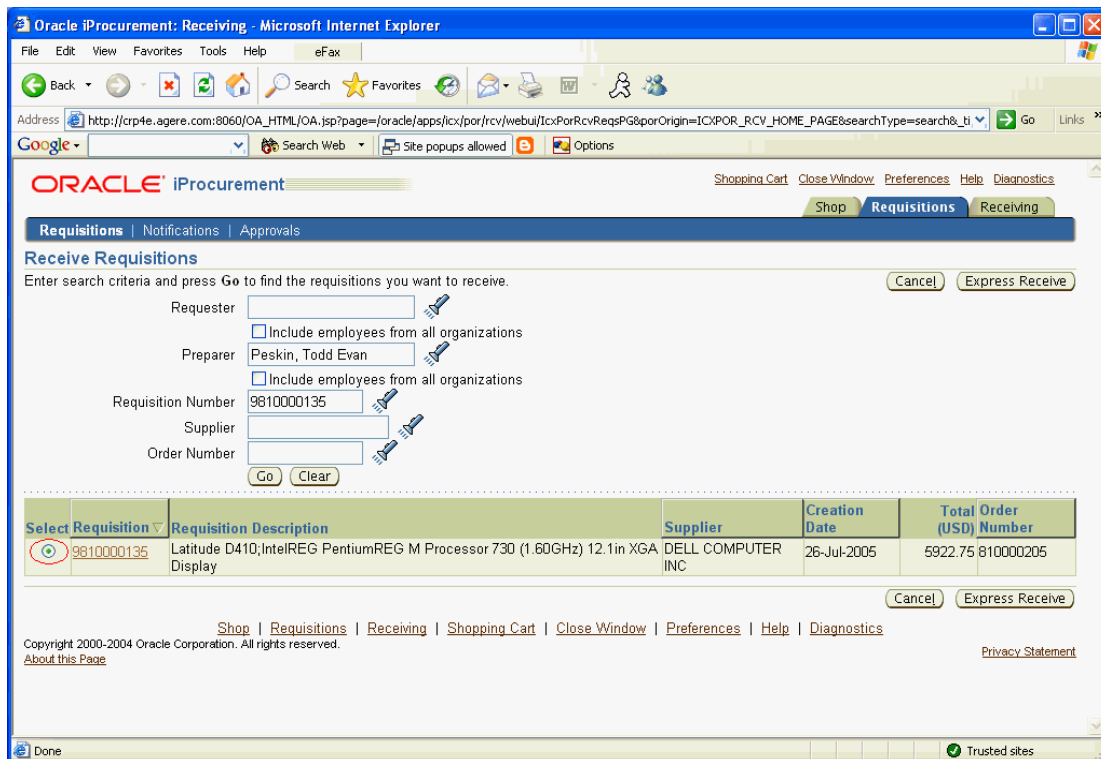 Oracle iProcurement: Receiving - Microsoft Internet Explorer
File Edit View Favorites Tools Help eFax
Back Search Favorites
Address http://crp4e.agere.com:8060/OA_HTML/OA.jsp?page=/oracle/apps/icx/por/rcv/webui/IcxPorRcvReqsPG&porOrigin=ICXPOR_RCV_HOME_PAGE&searchType=search&_ti Go Links »
Google Search Web Site popups allowed Options
ORACLE iProcurement
Shopping Cart Close Window Preferences Help Diagnostics
Shop Requisitions Receiving
Requisitions | Notifications | Approvals
Receive Requisitions
Enter search criteria and press Go to find the requisitions you want to receive.
Cancel Express Receive
Requester
Include employees from all organizations
Preparer Peskin, Todd Evan
Include employees from all organizations
Requisition Number 9810000135
Supplier
Order Number
Go Clear
Select Requisition Requisition Description Supplier Creation Date Total (USD) Order Number
9810000135 Latitude D410;IntelREG PentiumREG M Processor 730 (1.60GHz) 12.1in XGA Display DELL COMPUTER INC 26-Jul-2005 5922.75 810000205
Cancel Express Receive
Shop | Requisitions | Receiving | Shopping Cart | Close Window | Preferences | Help | Diagnostics
Copyright 2000-2004 Oracle Corporation. All rights reserved.
About this Page
Privacy Statement
Done
Trusted sites